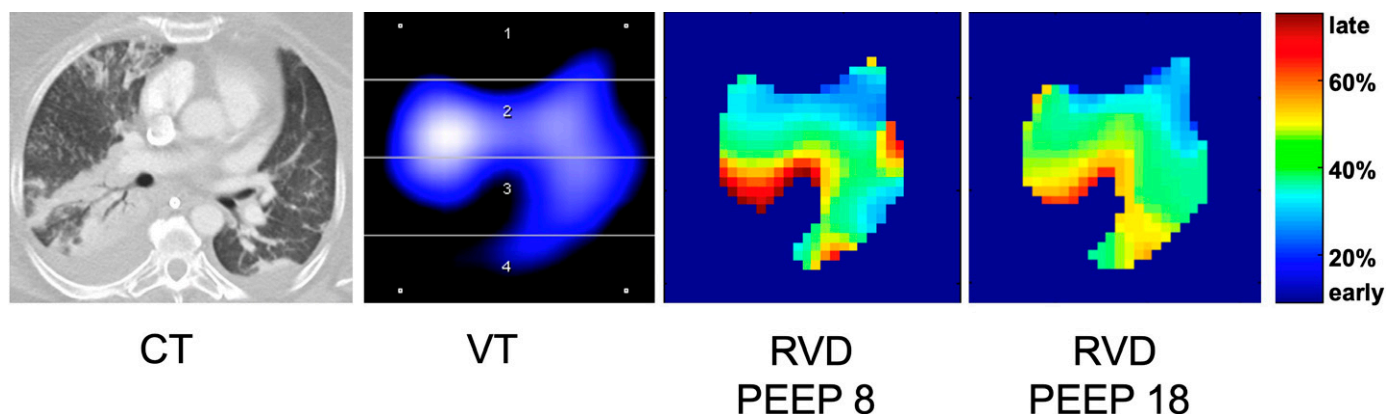 1
2
3
4
late
60%
40%
20%
early
CT
VT
RVD
PEEP 8
RVD
PEEP 18